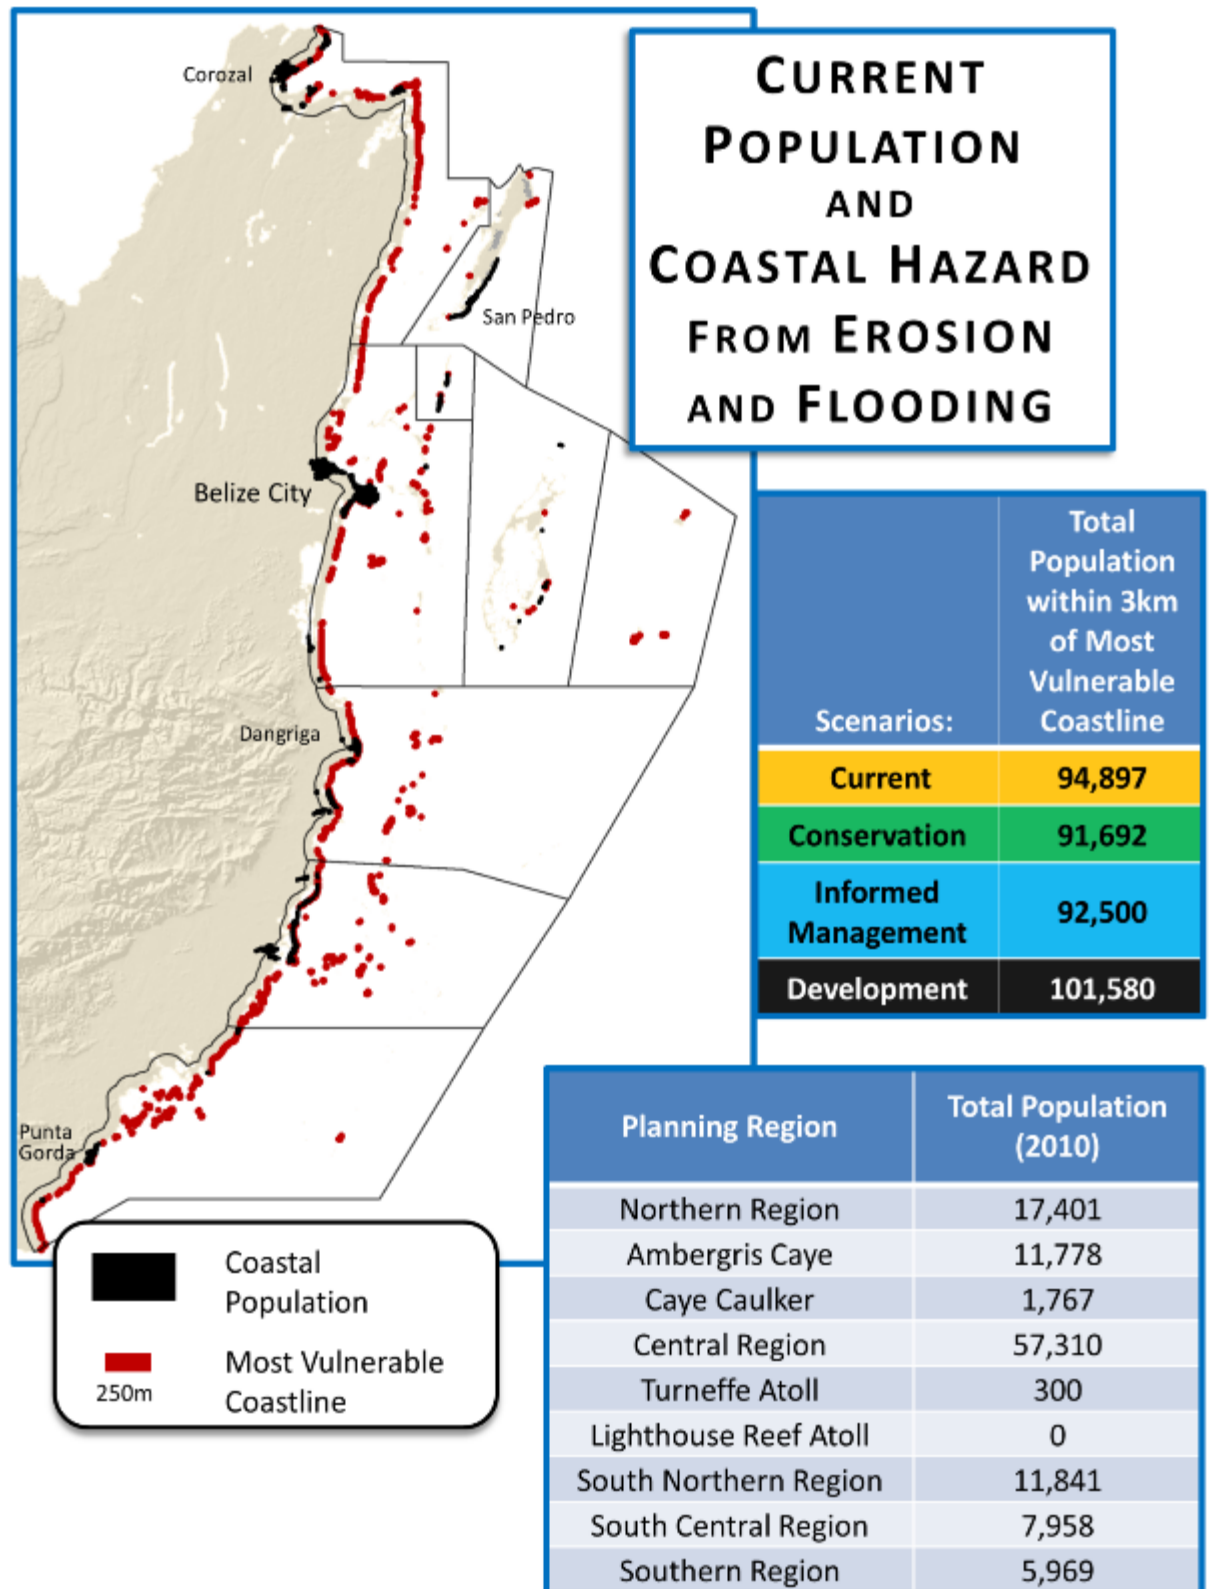 CURRENT
POPULATION
AND
COASTAL HAZARD
FROM EROSION
AND FLOODING
Corozal
San Pedro
Belize City
Dangriga
Punta
Gorda
Coastal
Population
Most Vulnerable
Coastline
250m
Scenarios:
Total
Population
within 3km
of Most
Vulnerable
Coastline
Current 94,897
Conservation 91,692
Informed
Management 92,500
Development 101,580
Planning Region
Total Population
(2010)
Northern Region 17,401
Ambergris Caye 11,778
Caye Caulker 1,767
Central Region 57,310
Turneffe Atoll 300
Lighthouse Reef Atoll 0
South Northern Region 11,841
South Central Region 7,958
Southern Region 5,969